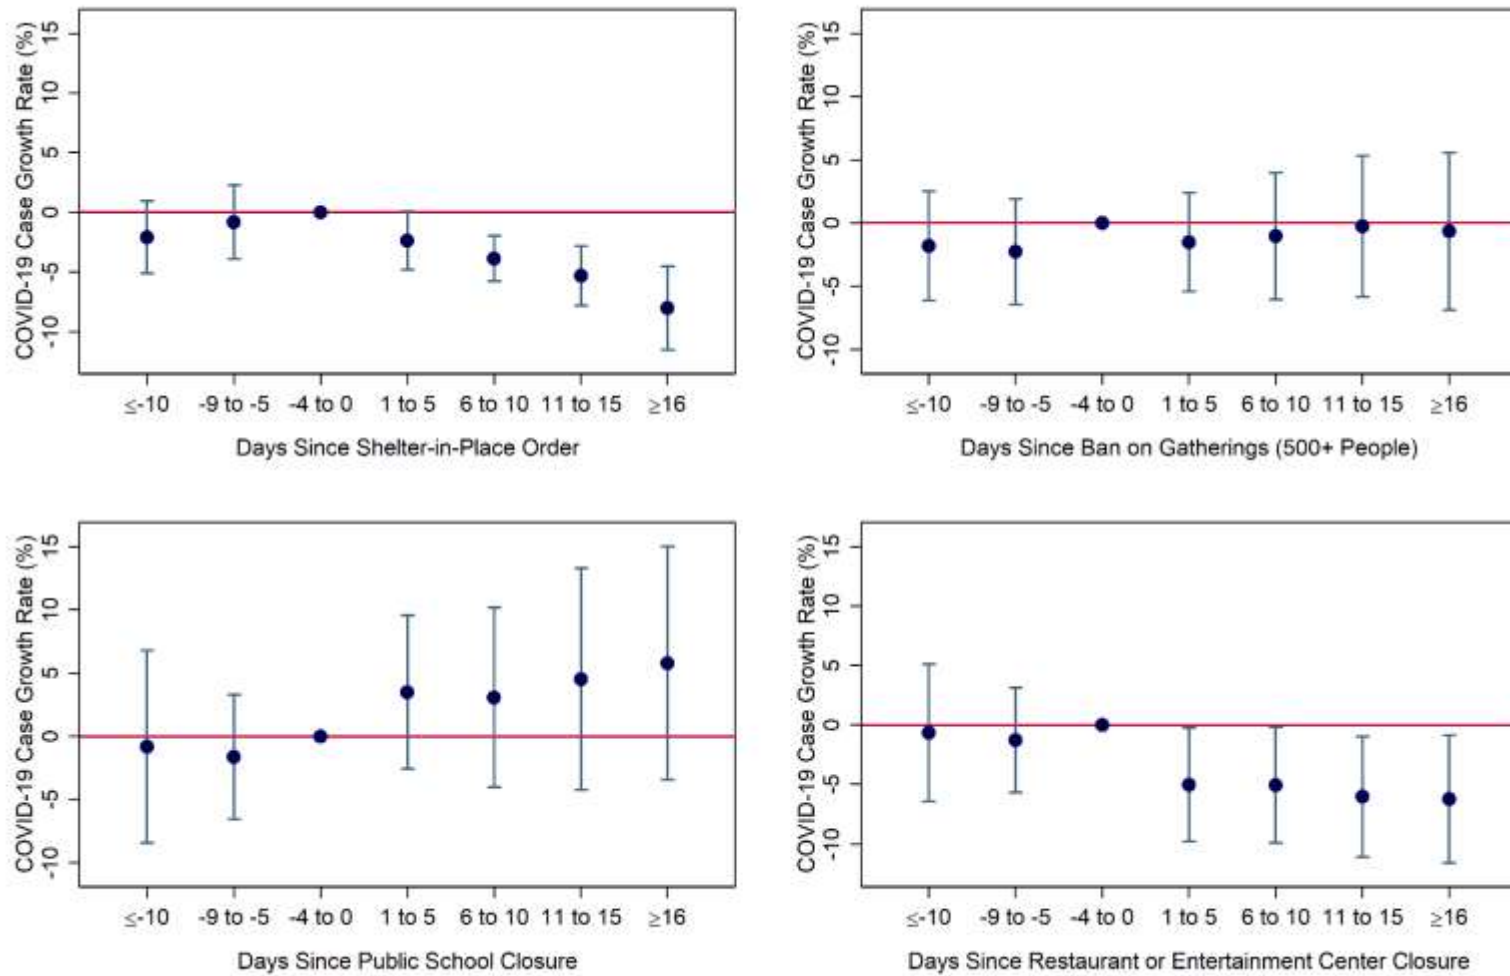 COVID-19 Case Growth Rate (%)
15
10
5
0
-5
-10
≤-10 -9 to -5 -4 to 0 1 to 5 6 to 10 11 to 15 ≥16
Days Since Shelter-in-Place Order
COVID-19 Case Growth Rate (%)
15
10
5
0
-5
-10
≤-10 -9 to -5 -4 to 0 1 to 5 6 to 10 11 to 15 ≥16
Days Since Ban on Gatherings (500+ People)
COVID-19 Case Growth Rate (%)
15
10
5
0
-5
-10
≤-10 -9 to -5 -4 to 0 1 to 5 6 to 10 11 to 15 ≥16
Days Since Public School Closure
COVID-19 Case Growth Rate (%)
15
10
5
0
-5
-10
≤-10 -9 to -5 -4 to 0 1 to 5 6 to 10 11 to 15 ≥16
Days Since Restaurant or Entertainment Center Closure